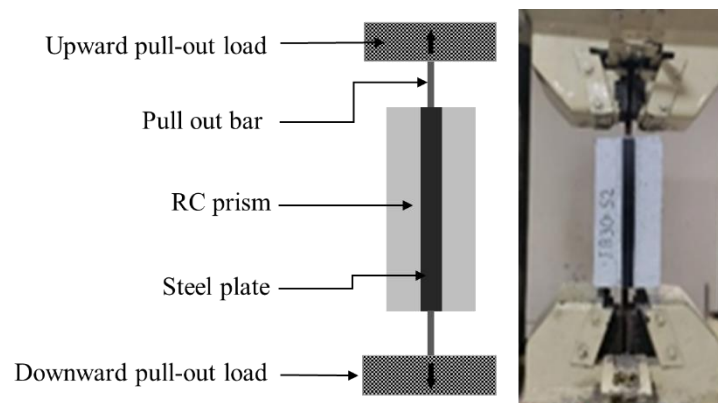 Upward pull-out load
Pull out bar
RC prism
Steel plate
Downward pull-out load